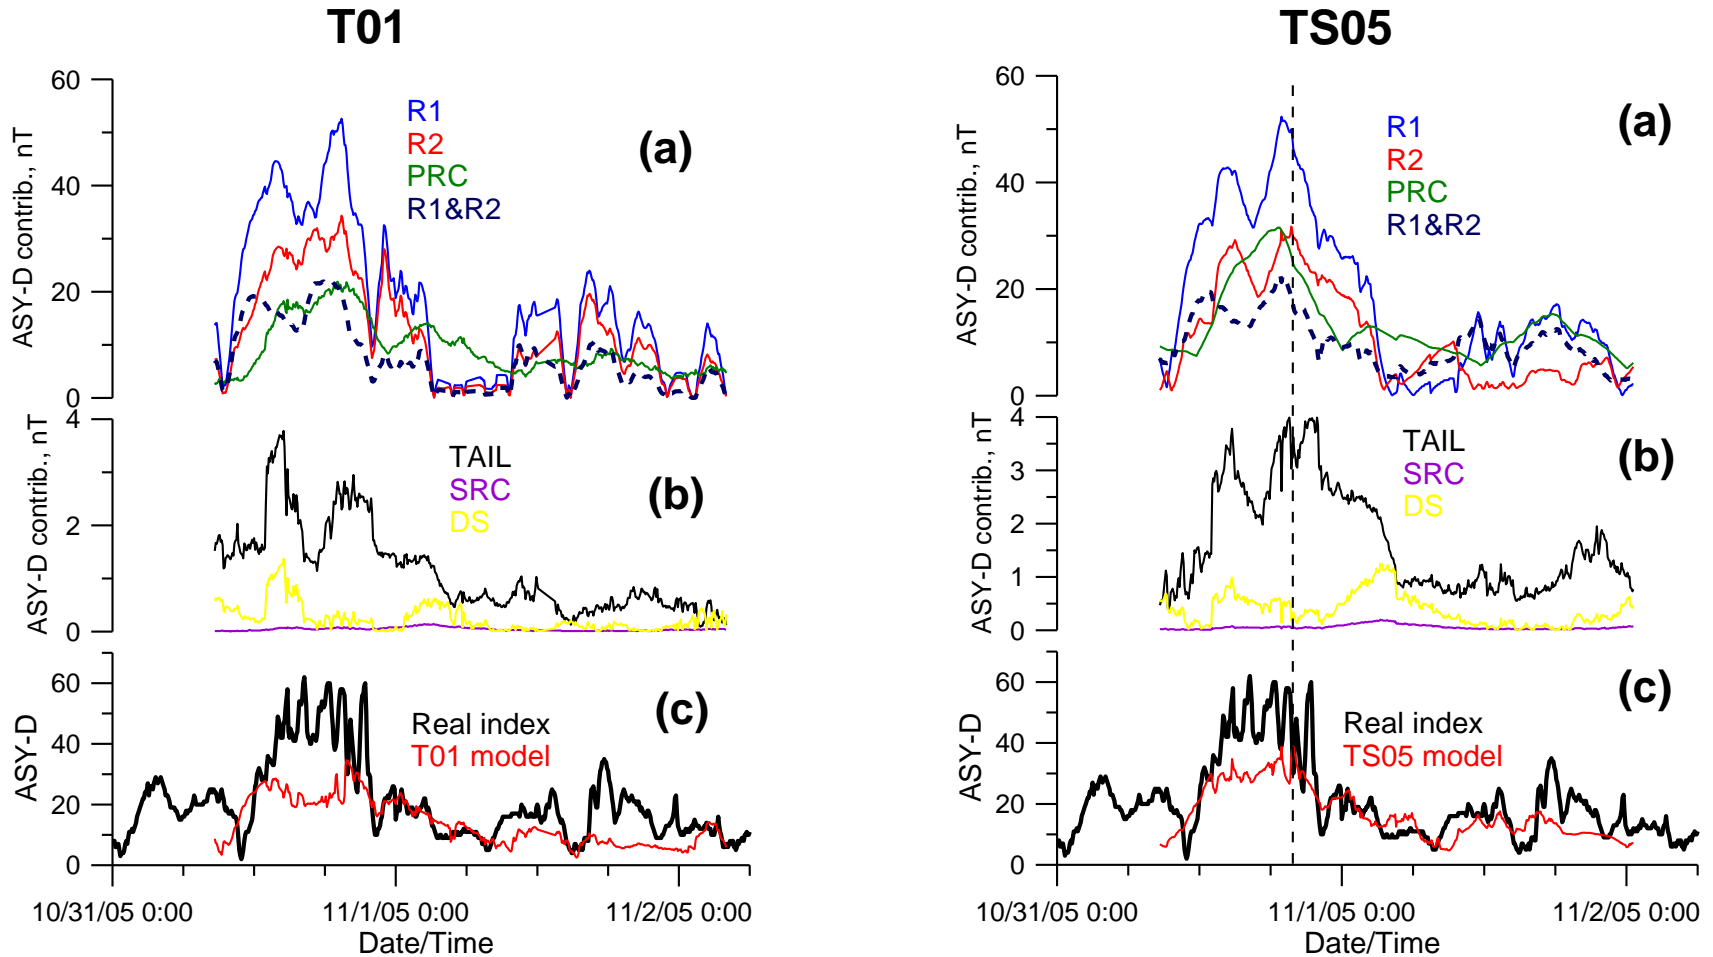 T01
60
40
20
0
ASY-D contrib., nT
R1
R2
PRC
R1&R2
(a)
4
2
0
ASY-D contrib., nT
TAIL
SRC
DS
(b)
60
40
20
0
ASY-D
Real index
T01 model
(c)
10/31/05 0:00
11/1/05 0:00
11/2/05 0:00
Date/Time
TS05
60
40
20
0
ASY-D contrib., nT
R1
R2
PRC
R1&R2
(a)
4
3
2
1
0
ASY-D contrib., nT
TAIL
SRC
DS
(b)
60
40
20
0
ASY-D
Real index
TS05 model
(c)
10/31/05 0:00
11/1/05 0:00
11/2/05 0:00
Date/Time